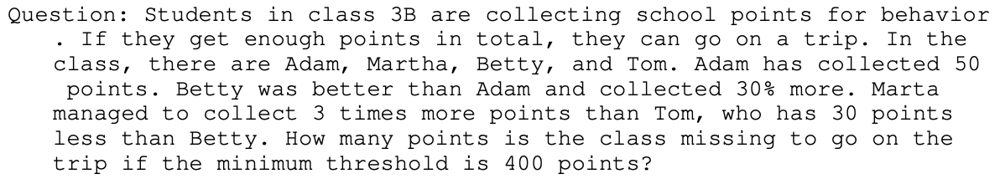 Question: Students in class 3B are collecting school points for behavior
. If they get enough points in total, they can go on a trip. In the
class, there are Adam, Martha, Betty, and Tom. Adam has collected 50
points. Betty was better than Adam and collected 30% more. Marta
managed to collect 3 times more points than Tom, who has 30 points
less than Betty. How many points is the class missing to go on the
trip if the minimum threshold is 400 points?